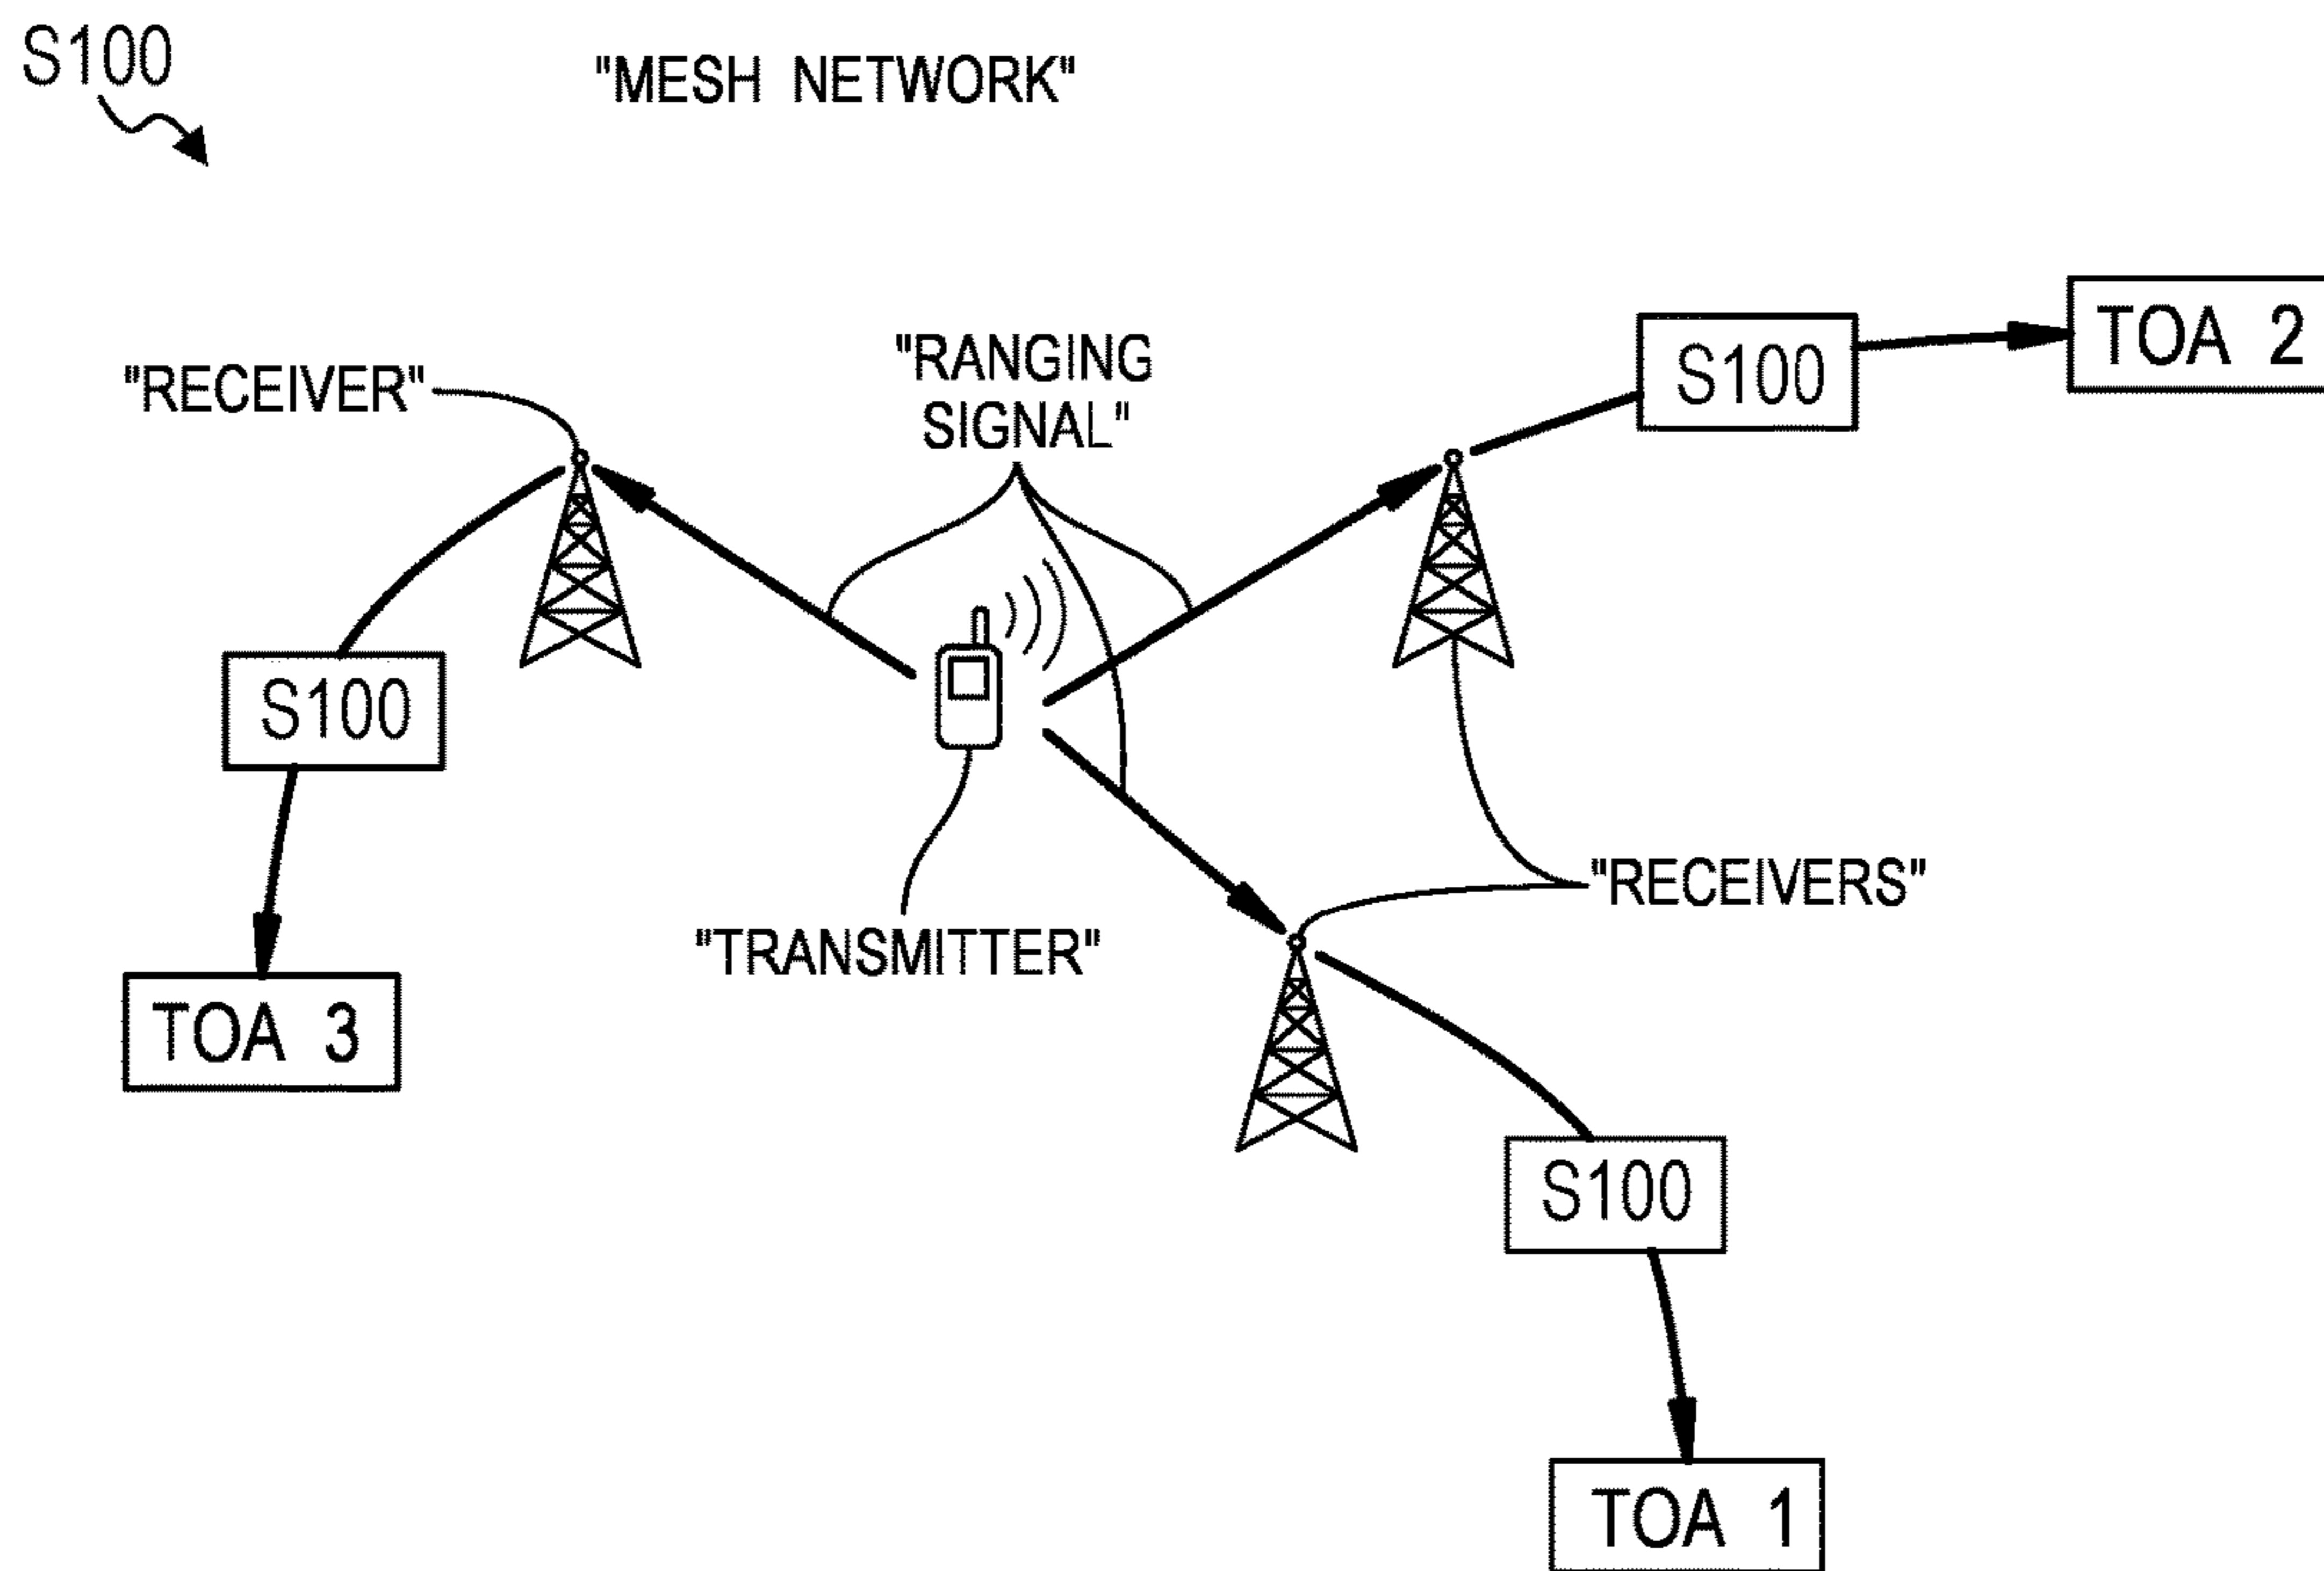 S100
"MESH NETWORK"
TOA 2
S100
"RANGING
SIGNAL"
"RECEIVER"
S100
"RECEIVERS"
"TRANSMITTER"
TOA 3
S100
TOA 1